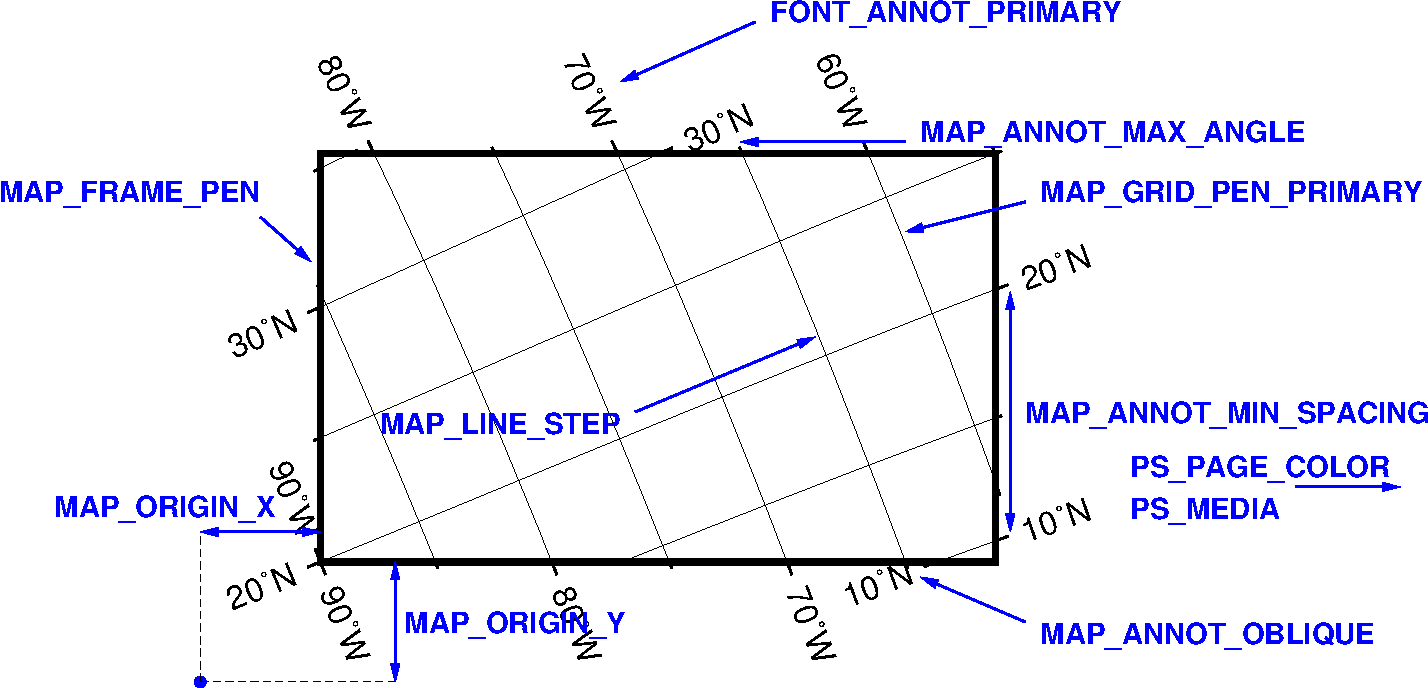 FONT_ANNOT_PRIMARY
80°W
70°W
60°W
30°N
MAP_ANNOT_MAX_ANGLE
MAP_FRAME_PEN
MAP_GRID_PEN_PRIMARY
20°N
30°N
MAP_LINE_STEP
MAP_ANNOT_MIN_SPACING
90°W
PS_PAGE_COLOR
MAP_ORIGIN_X
PS_MEDIA
10°N
20°N
90°W
80°W
70°W
10°N
MAP_ORIGIN_Y
MAP_ANNOT_OBLIQUE